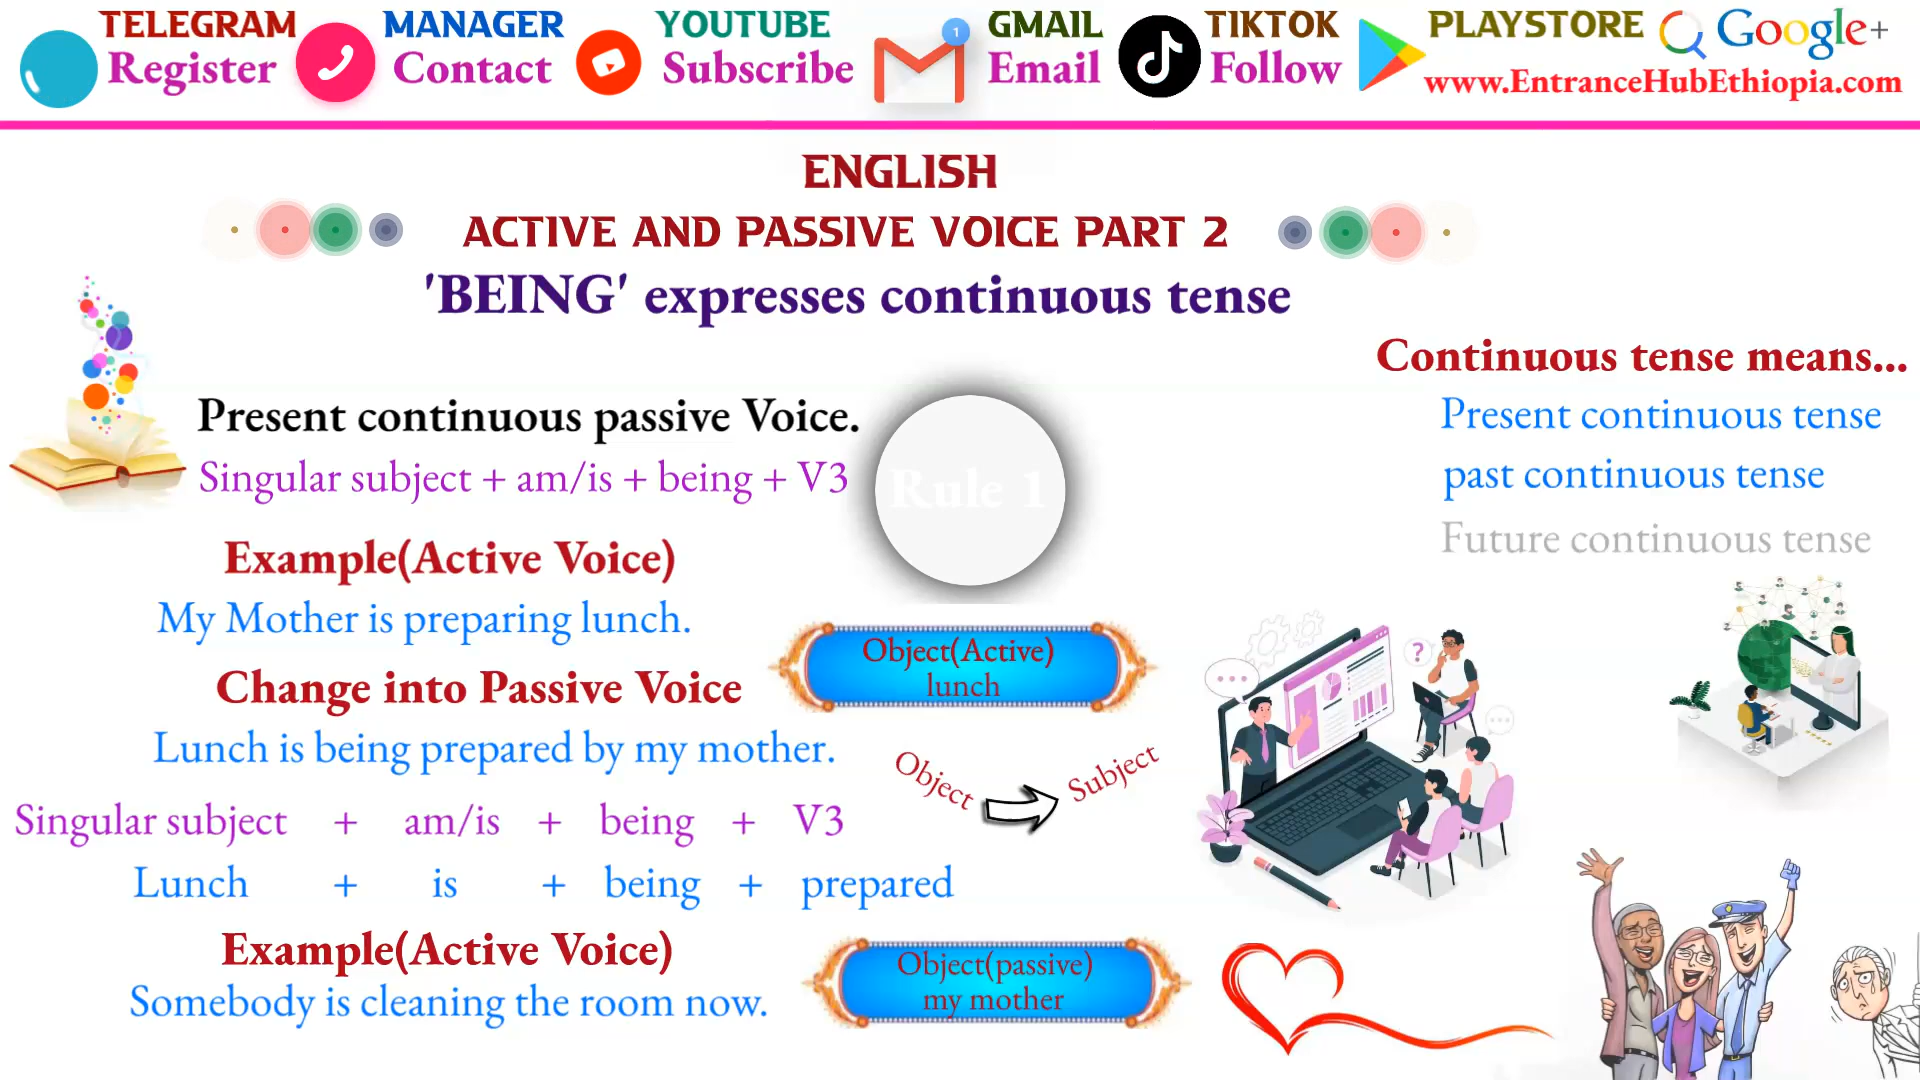 TELEGRAM
Register
MANAGER
Contact
YOUTUBE
Subscribe
1
GMAIL
Email
TIKTOK
Follow
PLAYSTORE
Google+
www.EntranceHubEthiopia.com
ENGLISH
ACTIVE AND PASSIVE VOICE PART 2
'BEING' expresses continuous tense
Continuous tense means...
Present continuous tense
past continuous tense
Future continuous tense
Present continuous passive Voice.
Singular subject + am/is + being + V3
Rule 1
Example(Active Voice)
My Mother is preparing lunch.
Object(Active)
lunch
Change into Passive Voice
Lunch is being prepared by my mother.
Object
Subject
Singular subject + am/is + being + V3
Lunch + is + being + prepared
Example(Active Voice)
Somebody is cleaning the room now.
Object(passive)
my mother
?